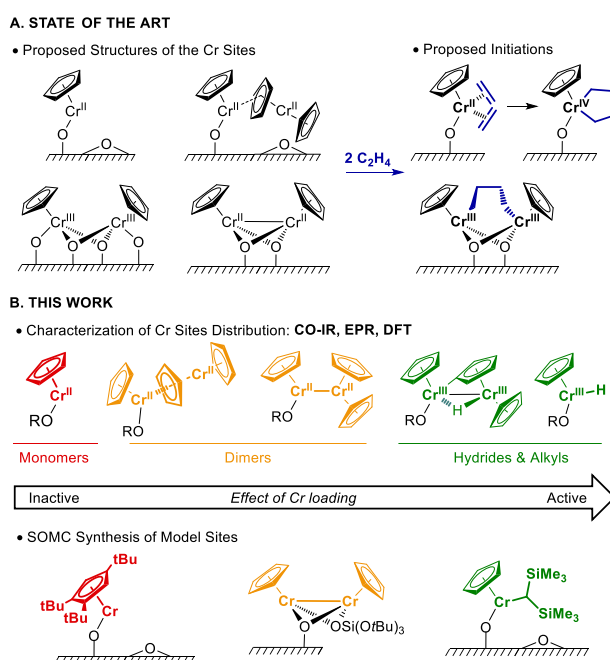 A. STATE OF THE ART
• Proposed Structures of the Cr Sites
• Proposed Initiations
Cr II
O
O
Cr II
Cr II
O
O
2 C2H4
Cr II
O
Cr IV
O
Cr III
Cr III
O
O
O
O
Cr II
Cr II
O
O
Cr III
Cr III
O
O
B. THIS WORK
• Characterization of Cr Sites Distribution: CO-IR, EPR, DFT
Cr II
RO
Cr II
Cr II
RO
Cr II
Cr II
RO
Cr III
Cr III
H
RO
Cr III
H
RO
Monomers
Dimers
Hydrides & Alkyls
Inactive
Effect of Cr loading
Active
• SOMC Synthesis of Model Sites
tBu
tBu
tBu
Cr
O
O
Cr
Cr
O
OSi(OtBu)3
SiMe3
Cr
SiMe3
O
O